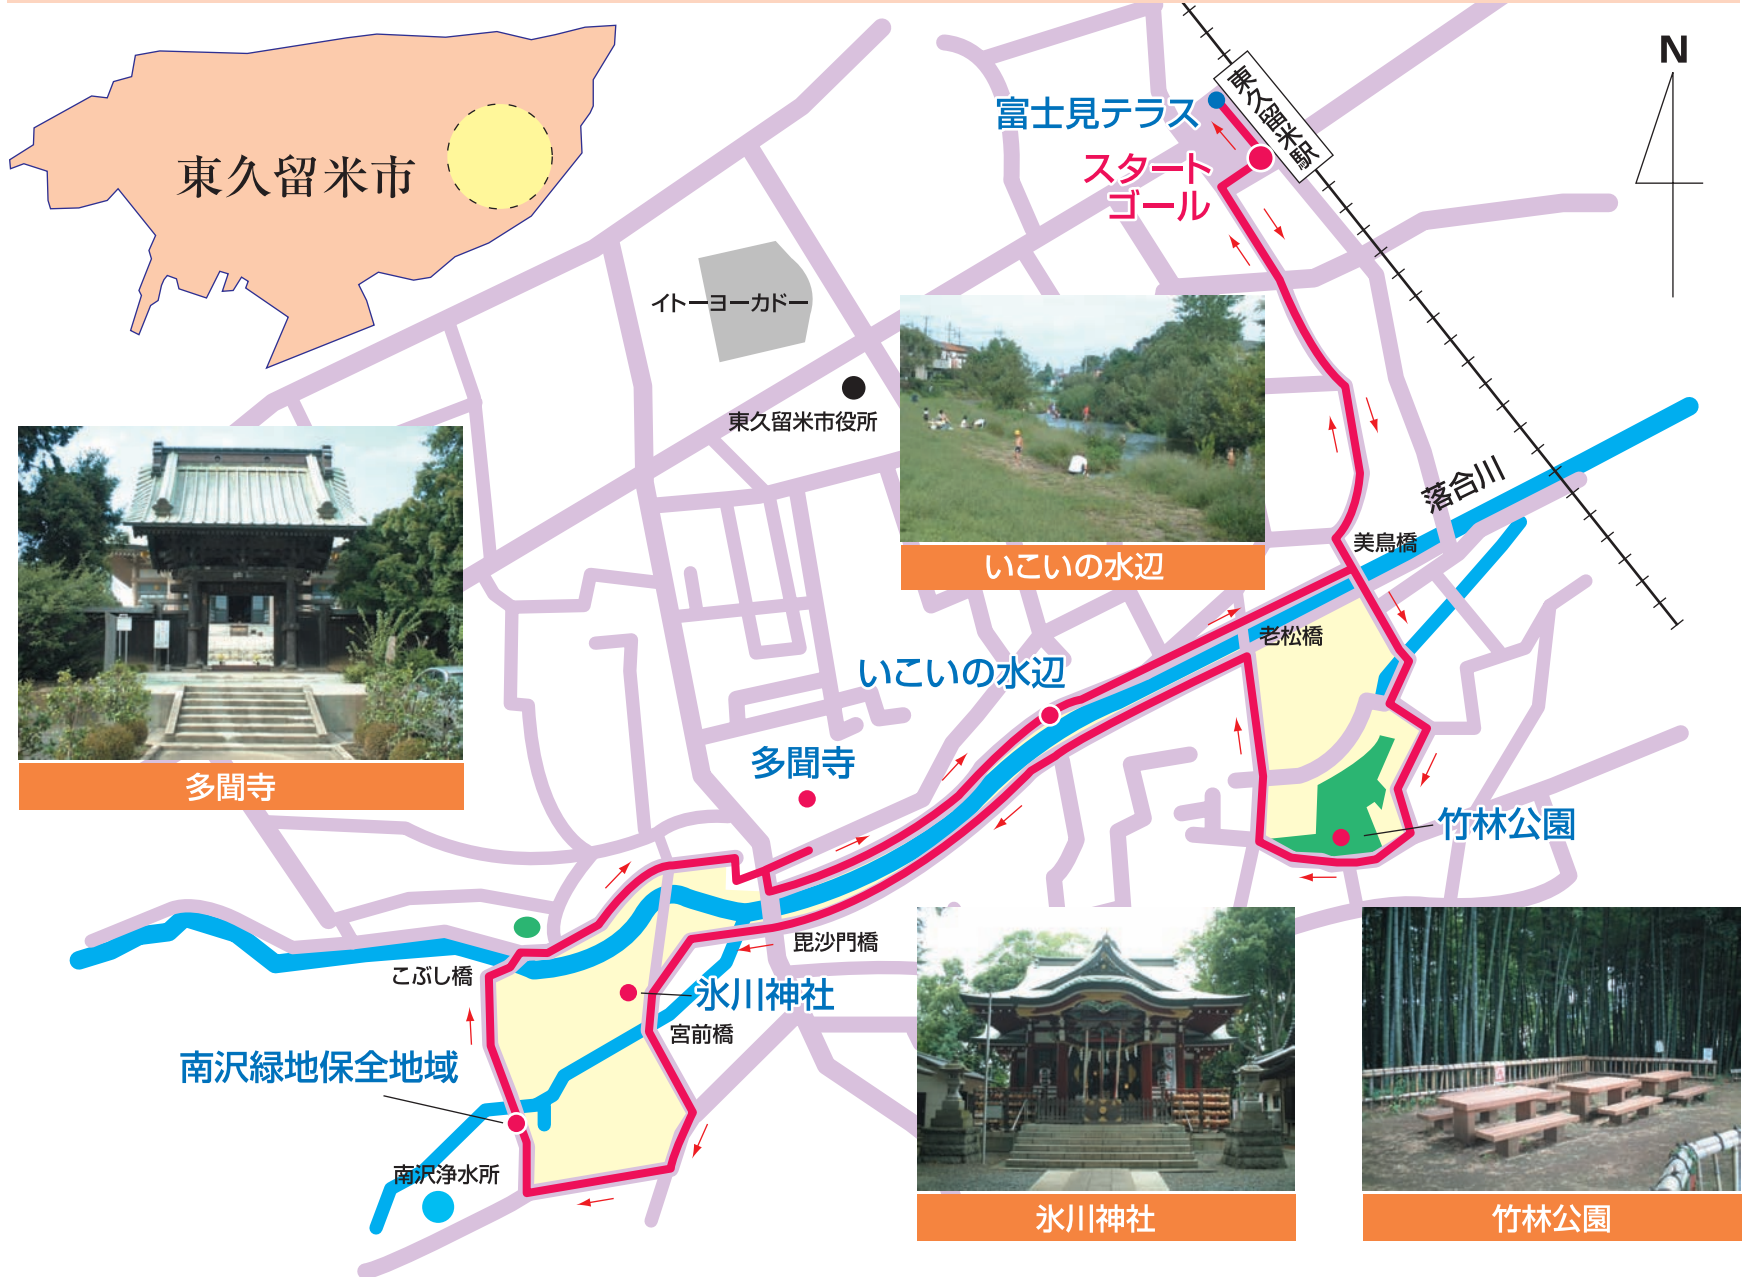 東久留米市
N
富士見テラス
東久留米駅
スタート
ゴール
イトーヨーカドー
東久留米市役所
落合川
美鳥橋
いこいの水辺
老松橋
いこいの水辺
多聞寺
多聞寺
竹林公園
毘沙門橋
こぶし橋
氷川神社
宮前橋
南沢緑地保全地域
南沢浄水所
氷川神社
竹林公園